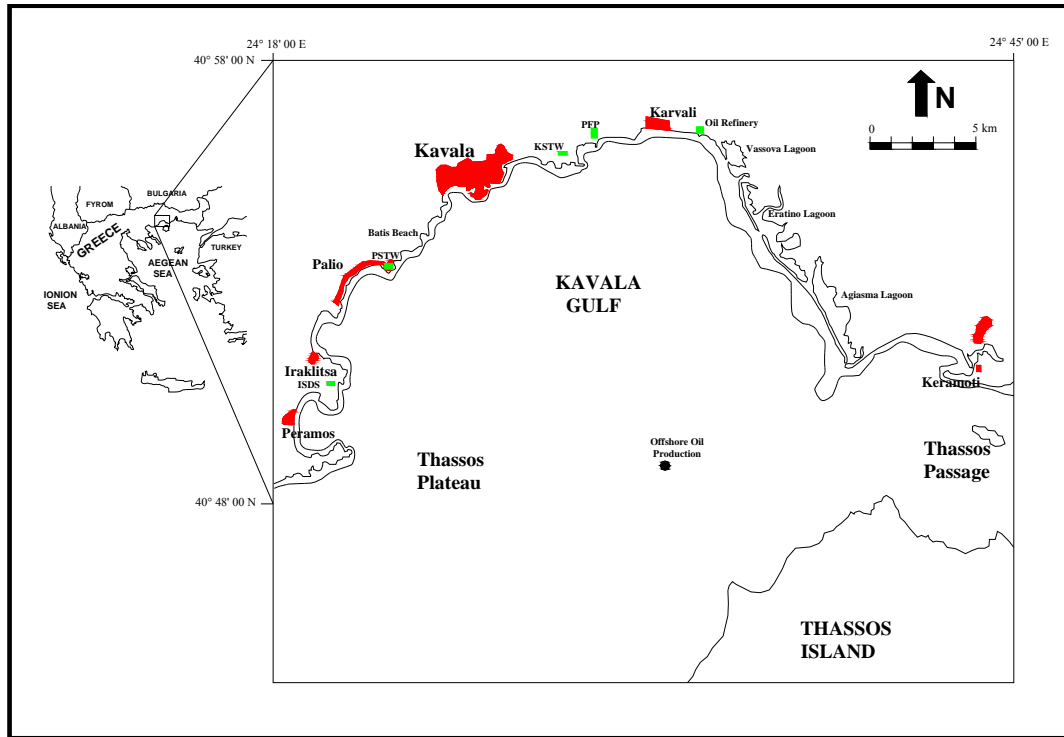 24° 18' 00 E
24° 45' 00 E
40° 58' 00 N
N
0
5 km
Karvali
Oil Refinery
PFP
KSTW
Vassova Lagoon
Kavala
BULGARIA
FYROM
ALBANIA
GREECE
TURKEY
AEGEAN
SEA
IONION
SEA
Eratino Lagoon
Batis Beach
PSTW
Palio
KAVALA
GULF
Agiasma Lagoon
Iraklitsa
ISDS
Keramoti
Peramos
Offshore Oil
Production
Thassos
Plateau
Thassos
Passage
40° 48' 00 N
THASSOS
ISLAND